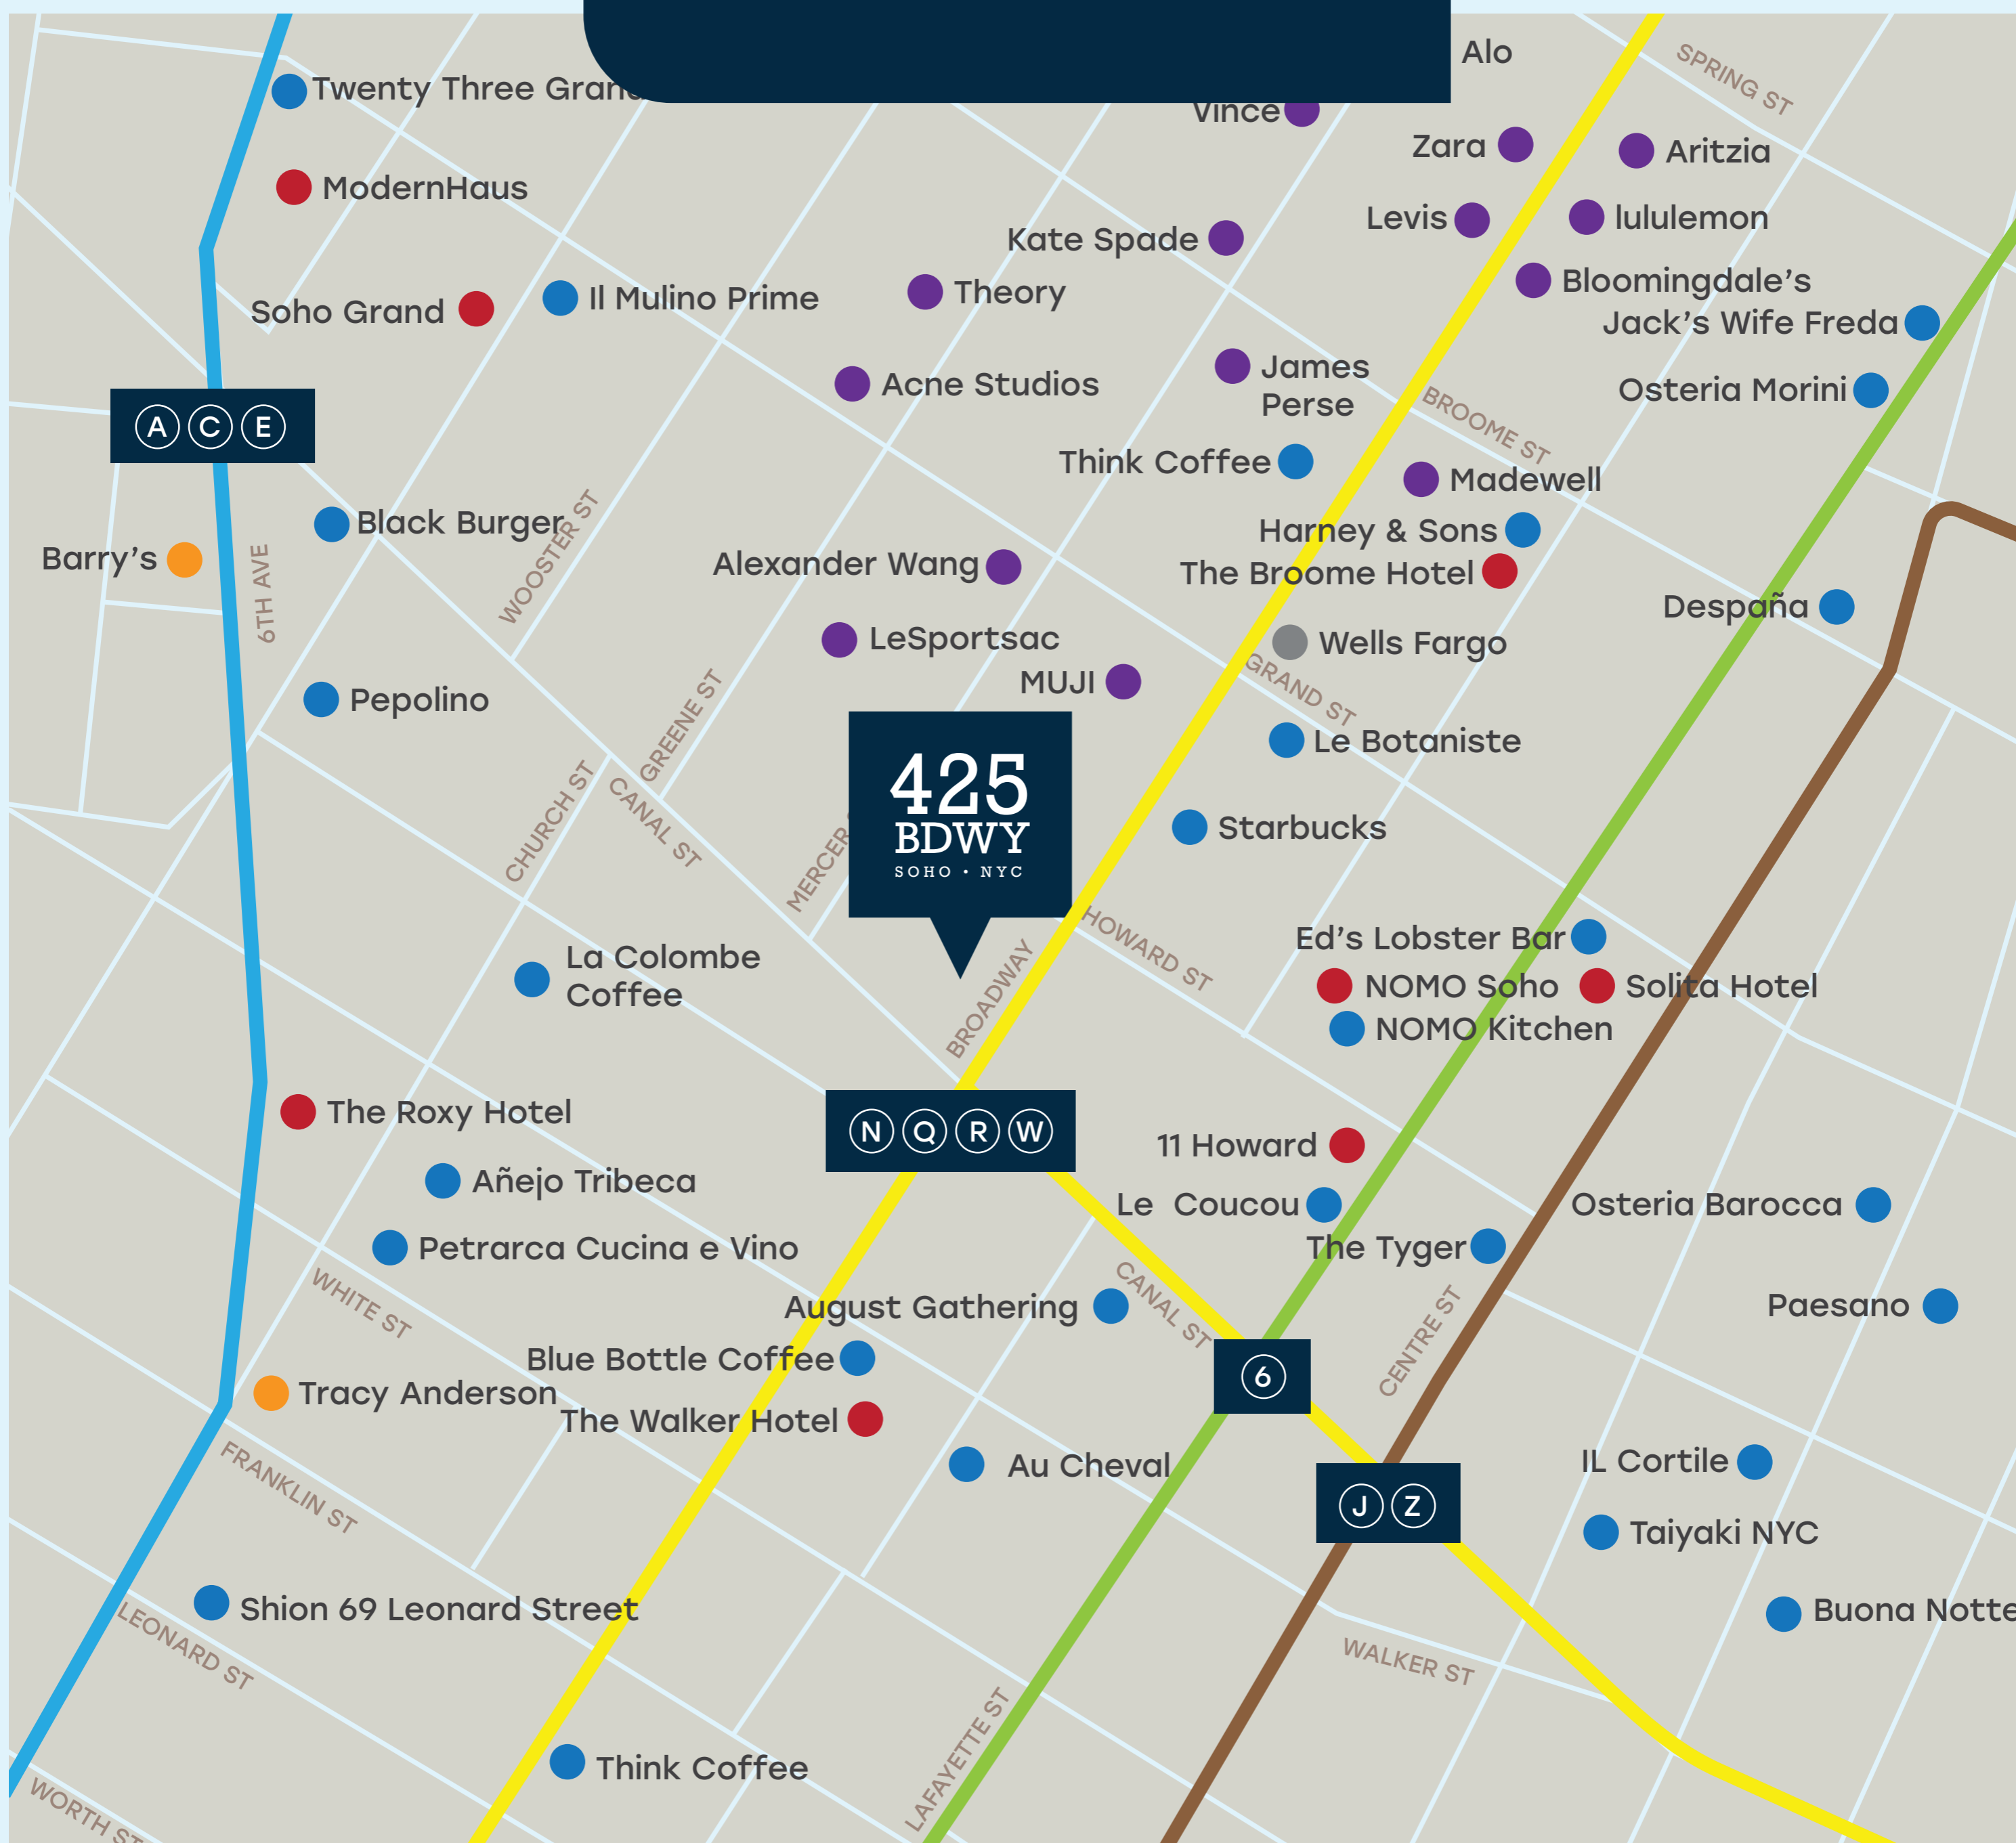 Alo
SPRING ST
Twenty Three Grand
Vince
Zara
Aritzia
ModernHaus
Levis
lululemon
Kate Spade
Bloomingdale’s
Theory
Il Mulino Prime
Soho Grand
Jack’s Wife Freda
James
Perse
Acne Studios
Osteria Morini
BROOME ST
A C E
Think Coffee
Madewell
Black Burger
Harney & Sons
Barry’s
WOOSTER ST
6TH AVE
Alexander Wang
The Broome Hotel
Despaña
LeSportsac
Wells Fargo
MUJI
GRAND ST
Pepolino
GREENE ST
Le Botaniste
425
BDWY
SOHO • NYC
CHURCH ST
CANAL ST
MERCER
Starbucks
HOWARD ST
Ed’s Lobster Bar
La Colombe
Coffee
NOMO Soho
Solita Hotel
BROADWAY
NOMO Kitchen
The Roxy Hotel
N Q R W
11 Howard
Añejo Tribeca
Le Coucou
Osteria Barocca
Petrarca Cucina e Vino
The Tyger
WHITE ST
August Gathering
CANAL ST
CENTRE ST
Paesano
Blue Bottle Coffee
6
Tracy Anderson
The Walker Hotel
Au Cheval
IL Cortile
FRANKLIN ST
J Z
Taiyaki NYC
Shion 69 Leonard Street
Buona Notte
LEONARD ST
WALKER ST
LAFAYETTE ST
Think Coffee
WORTH ST